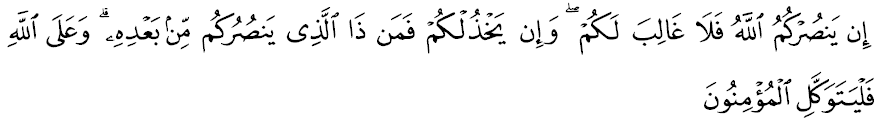 إِن يَنصُرْكُمُ ٱللَّهُ فَلَا غَالِبَ لَكُمْ ۖ وَإِن يَخْذُلْكُمْ فَمَن ذَا ٱلَّذِى يَنصُرُكُم مِّنۢ بَعْدِهِۦ ۗ وَعَلَى ٱللَّهِ
فَلْيَتَوَكَّلِ ٱلْمُؤْمِنُونَ